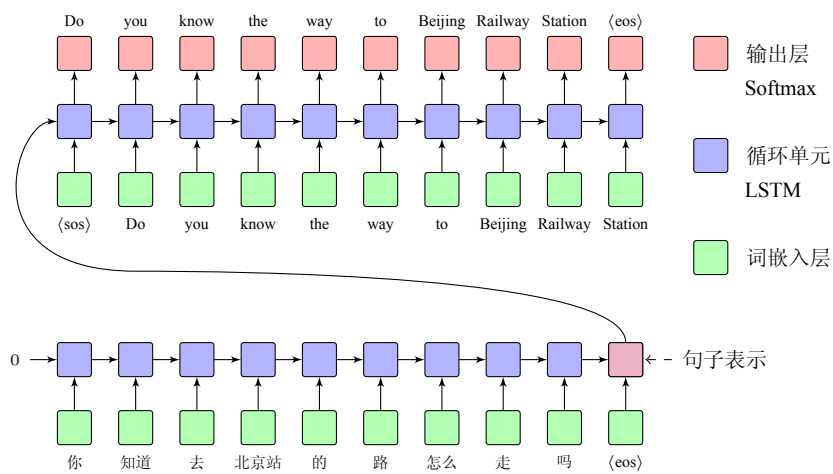 Do you know the way to Beijing Railway Station ⟨eos⟩
输出层
Softmax
循环单元
LSTM
⟨sos⟩ Do you know the way to Beijing Railway Station
词嵌入层
0
句子表示
你 知道 去 北京站 的 路 怎么 走 吗 ⟨eos⟩